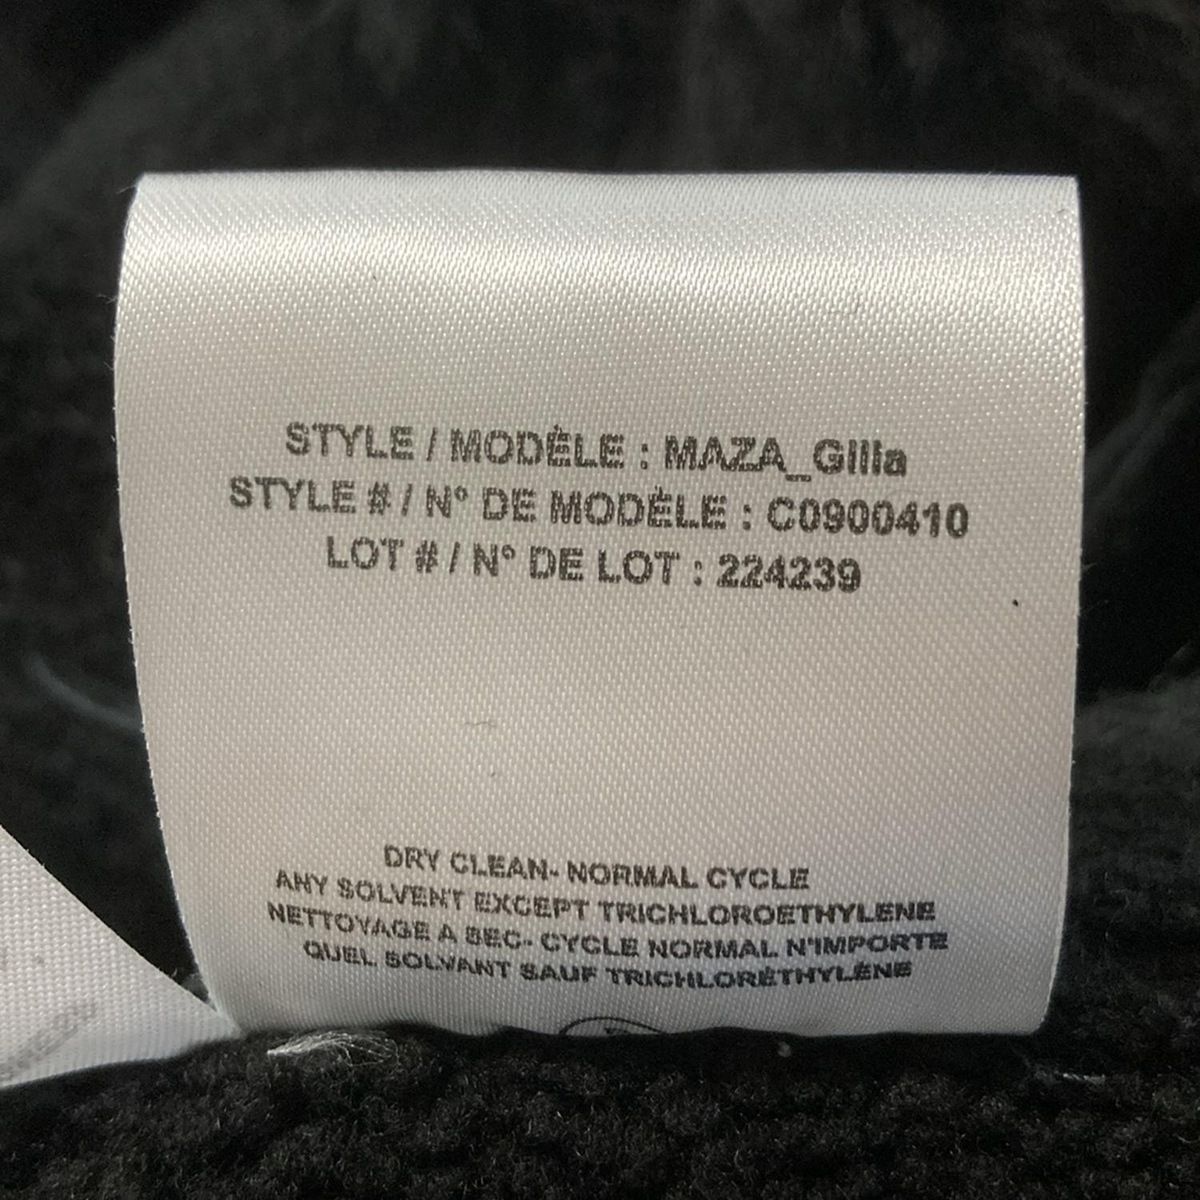 STYLE / MODÈLE : MAZA_Gilla
STYLE # / N° DE MODÈLE : C0900410
LOT # / N° DE LOT : 224239
DRY CLEAN- NORMAL CYCLE
ANY SOLVENT EXCEPT TRICHLOROETHYLENE
NETTOYAGE A SEC- CYCLE NORMAL N'IMPORTE
QUEL SOLVANT SAUF TRICHLORÉTHYLÈNE